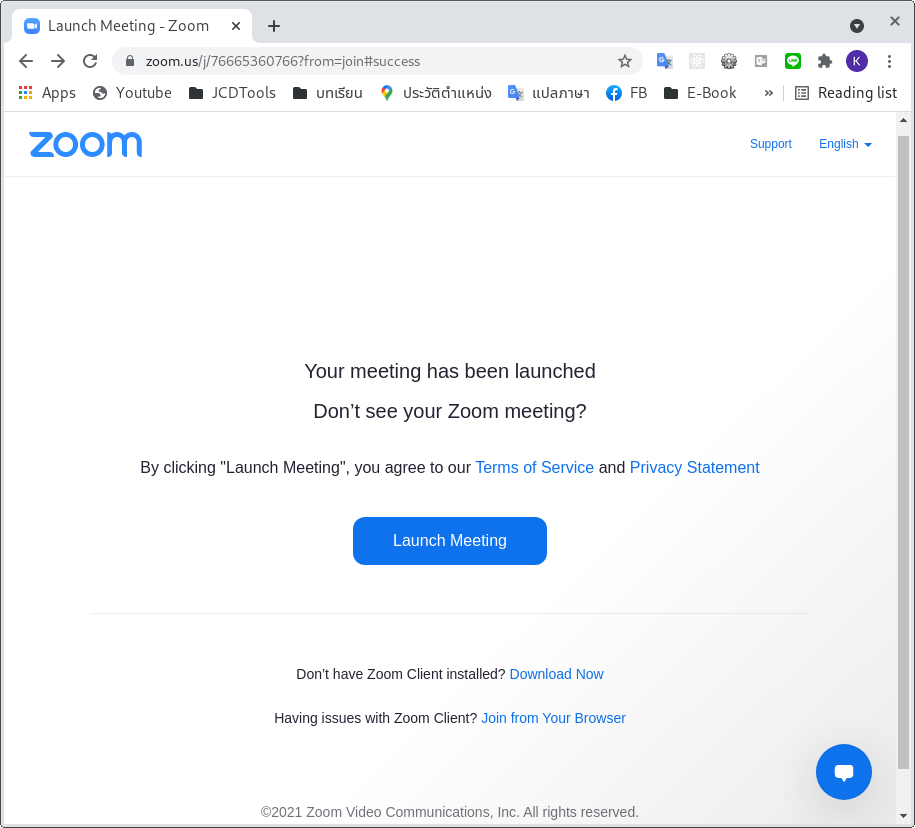 Launch Meeting - Zoom
zoom.us/j/76665360766?from=join#success
K
Apps Youtube JCDTools บทเรียน ประวัติตำแหน่ง แปลภาษา FB E-Book » Reading list
zoom
Support English
Your meeting has been launched
Don’t see your Zoom meeting?
By clicking "Launch Meeting", you agree to our Terms of Service and Privacy Statement
Launch Meeting
Don’t have Zoom Client installed? Download Now
Having issues with Zoom Client? Join from Your Browser
©2021 Zoom Video Communications, Inc. All rights reserved.